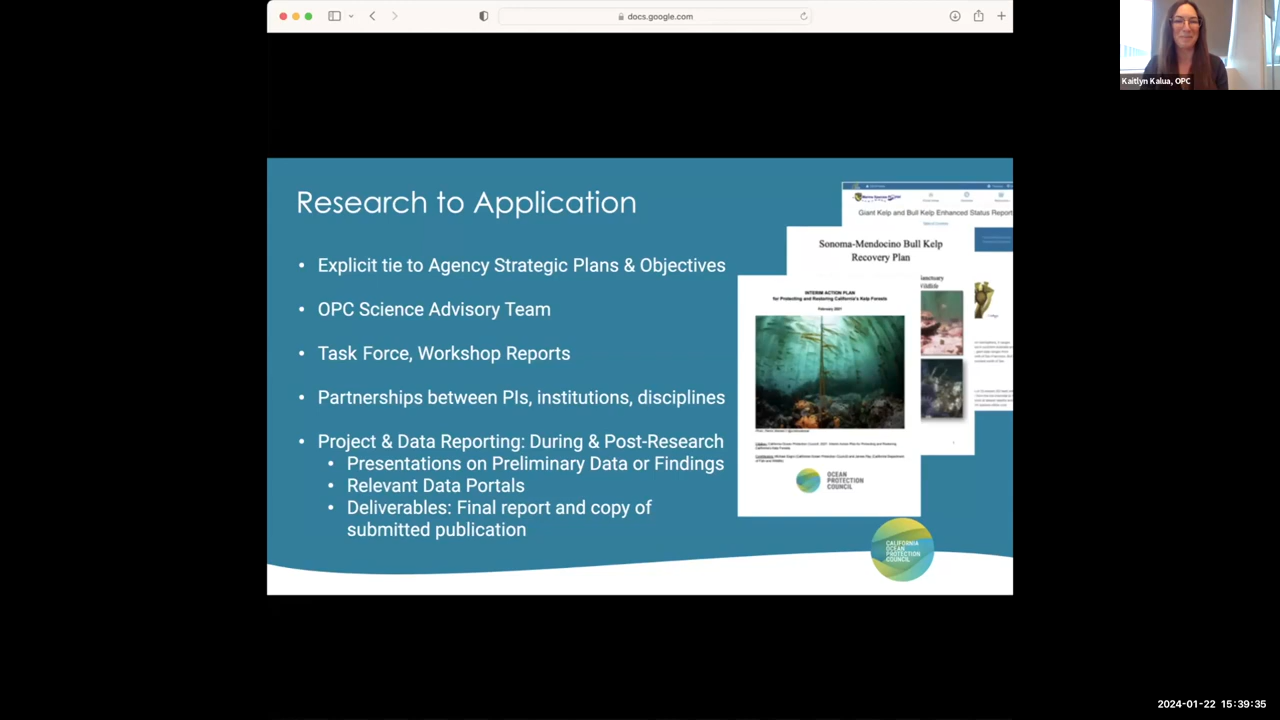 docs.google.com
Kaitlyn Kalua, OPC
Research to Application
• Explicit tie to Agency Strategic Plans & Objectives
• OPC Science Advisory Team
• Task Force, Workshop Reports
• Partnerships between PIs, institutions, disciplines
• Project & Data Reporting: During & Post-Research
• Presentations on Preliminary Data or Findings
• Relevant Data Portals
• Deliverables: Final report and copy of
submitted publication
Giant Kelp and Bull Kelp Enhanced Status Report
Sonoma-Mendocino Bull Kelp
Recovery Plan
INTERIM ACTION PLAN
for Protecting and Restoring California's Kelp Forests
February 2021
OCEAN
PROTECTION
COUNCIL
CALIFORNIA
OCEAN
PROTECTION
COUNCIL
2024-01-22 15:39:35